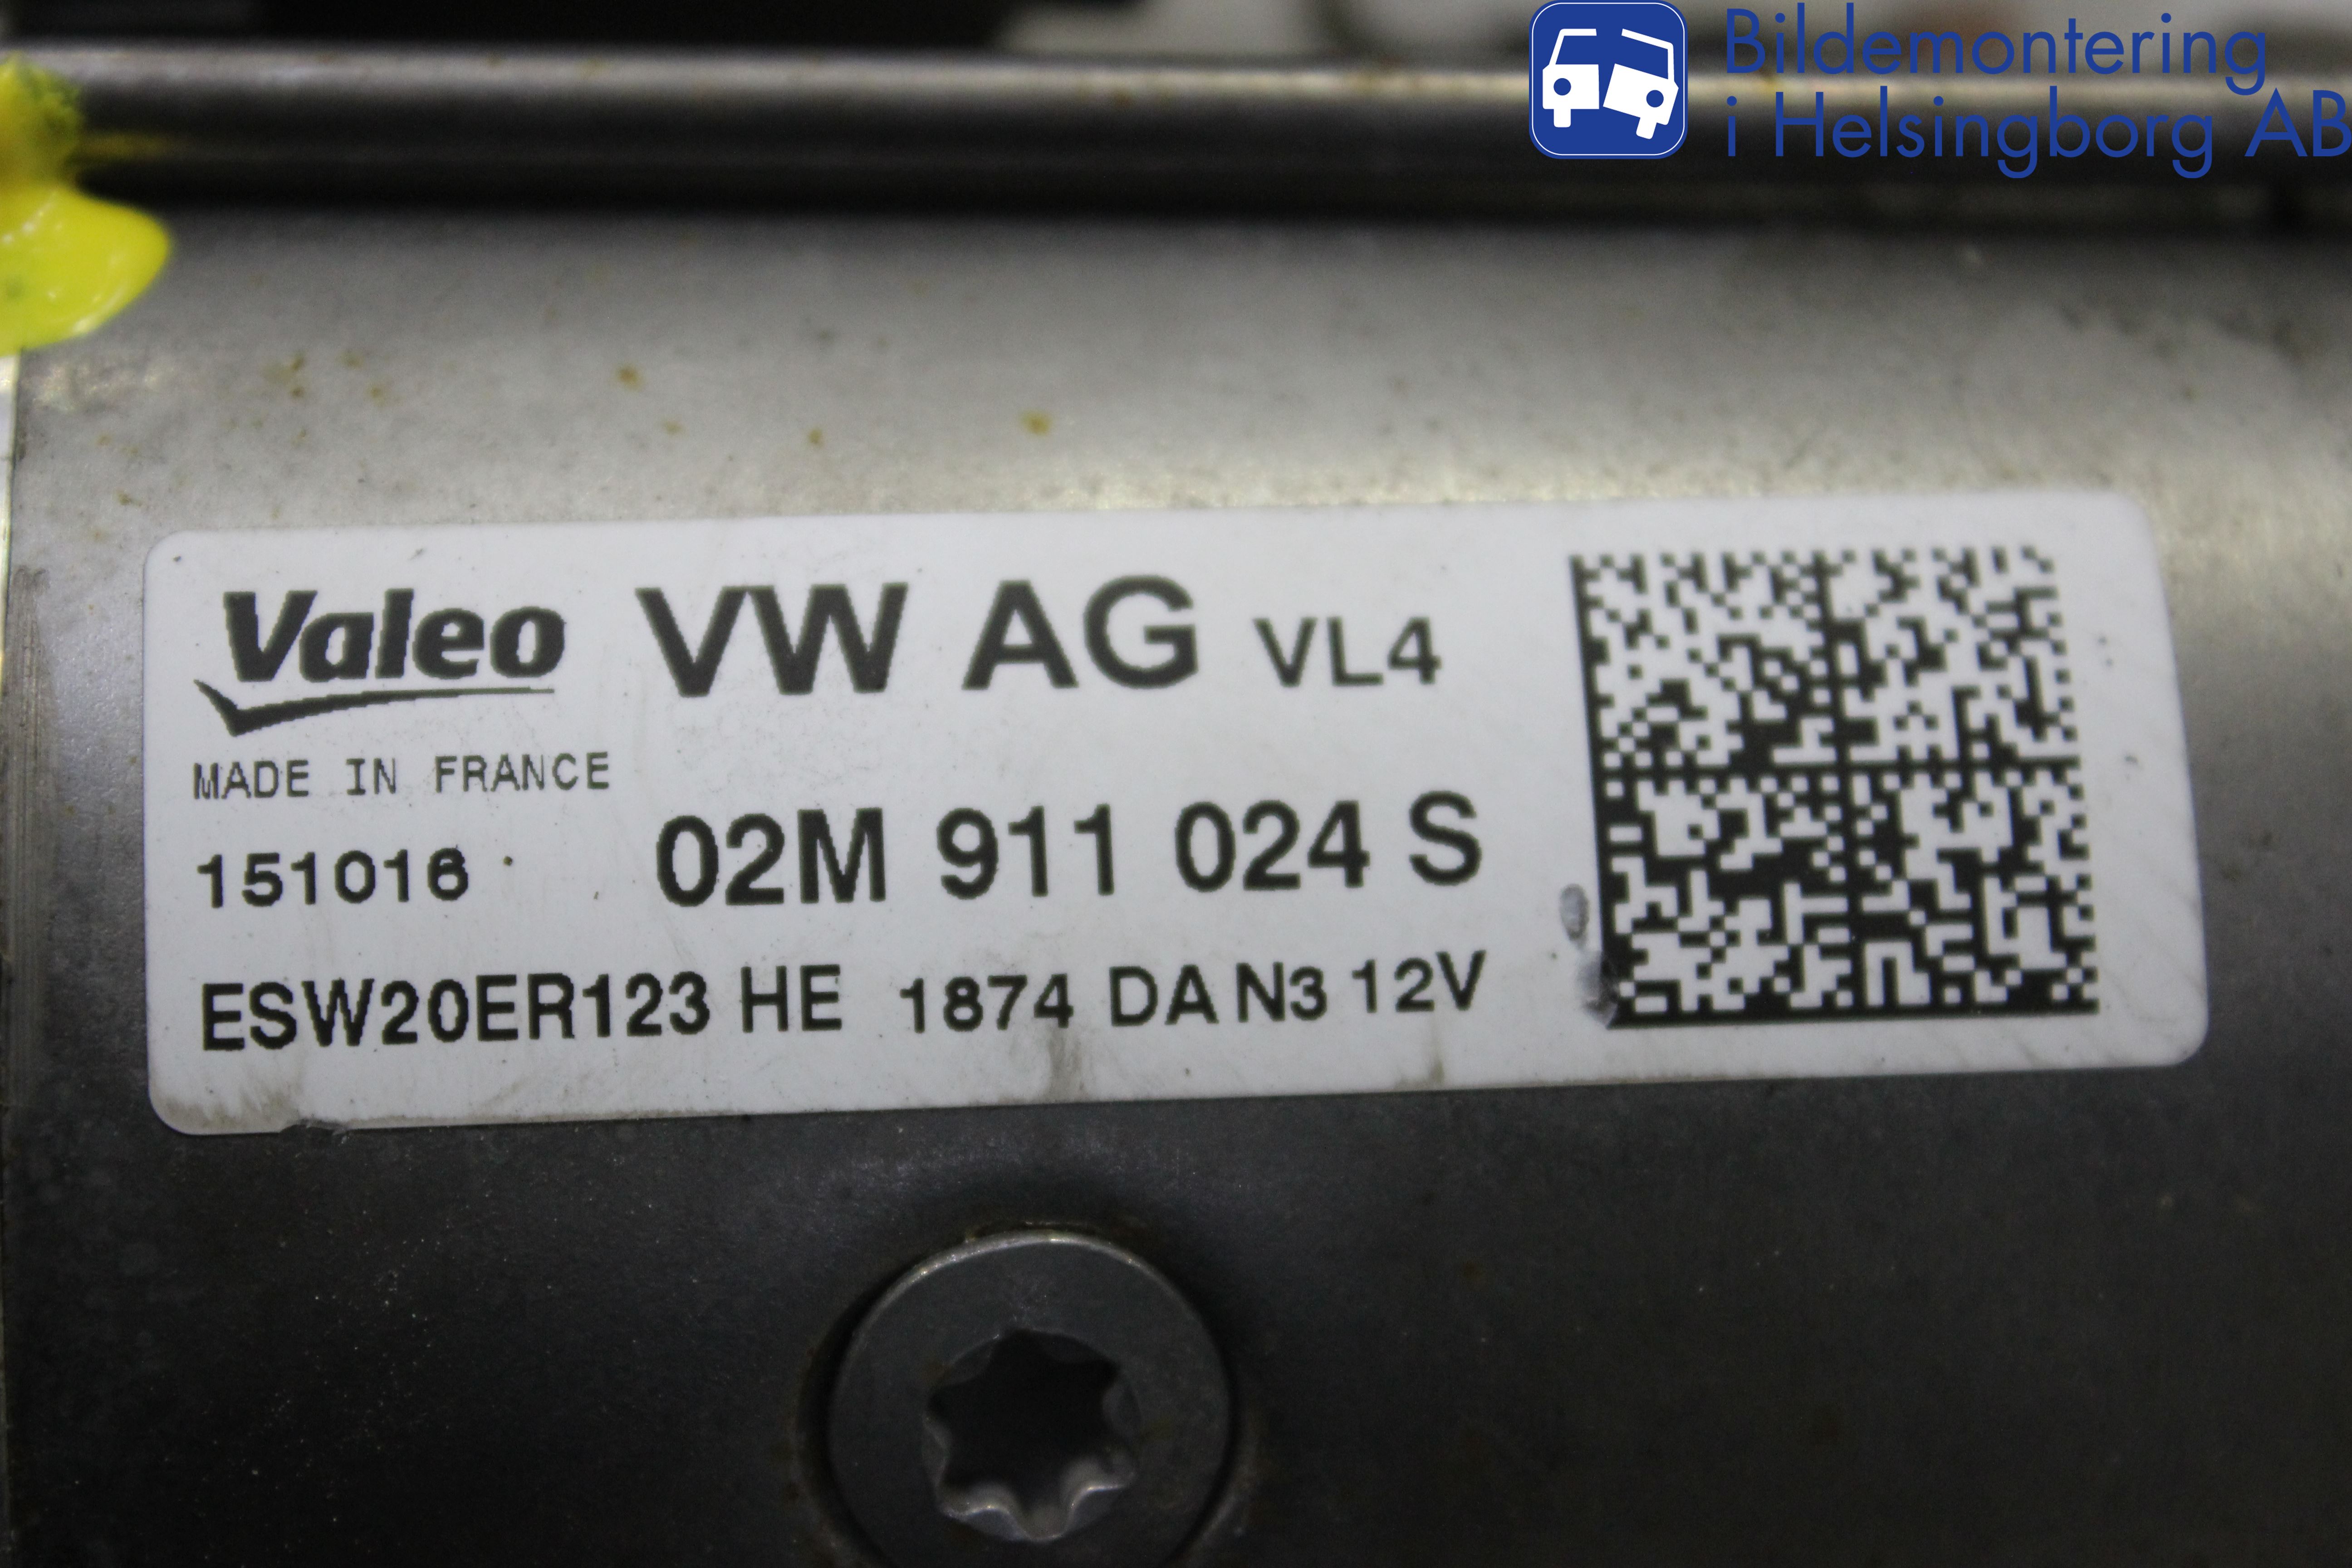 Bildemontering
i Helsingborg AB
Valeo VW AG VL4
MADE IN FRANCE
151016 02M 911 024 S
ESW20ER123 HE 1874 DA N3 12V